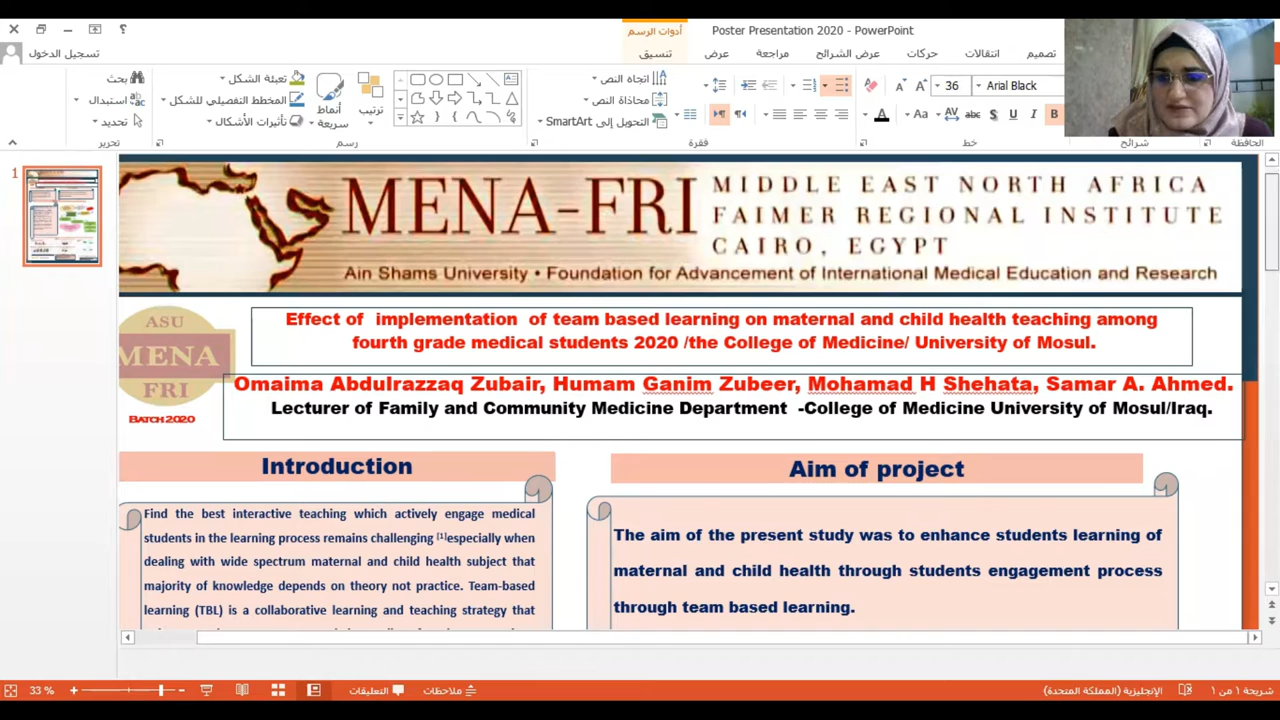 Poster Presentation 2020 - PowerPoint
أدوات الرسم
?
تسجيل الدخول
تنسيق
عرض
مراجعة
عرض الشرائح
حركات
انتقالات
تصميم
بحث
استبدال
تحديد
تحرير
تعبئة الشكل
المخطط التفصيلي للشكل
تأثيرات الأشكال
أنماط سريعة
ترتيب
رسم
اتجاه النص
محاذاة النص
التحويل إلى SmartArt
فقرة
36
Arial Black
A Aa AV abc S U I B
خط
شرائح
الحافظة
1
MENA-FRI
MIDDLE EAST NORTH AFRICA
FAIMER REGIONAL INSTITUTE
CAIRO, EGYPT
Ain Shams University • Foundation for Advancement of International Medical Education and Research
ASU
MENA
FRI
BATCH 2020
Effect of implementation of team based learning on maternal and child health teaching among
fourth grade medical students 2020 /the College of Medicine/ University of Mosul.
Omaima Abdulrazzaq Zubair, Humam Ganim Zubeer, Mohamad H Shehata, Samar A. Ahmed.
Lecturer of Family and Community Medicine Department -College of Medicine University of Mosul/Iraq.
Introduction
Find the best interactive teaching which actively engage medical
students in the learning process remains challenging [1]especially when
dealing with wide spectrum maternal and child health subject that
majority of knowledge depends on theory not practice. Team-based
learning (TBL) is a collaborative learning and teaching strategy that
Aim of project
The aim of the present study was to enhance students learning of
maternal and child health through students engagement process
through team based learning.
33 %
التعليقات
ملاحظات
الإنجليزية (المملكة المتحدة)
شريحة ١ من ١